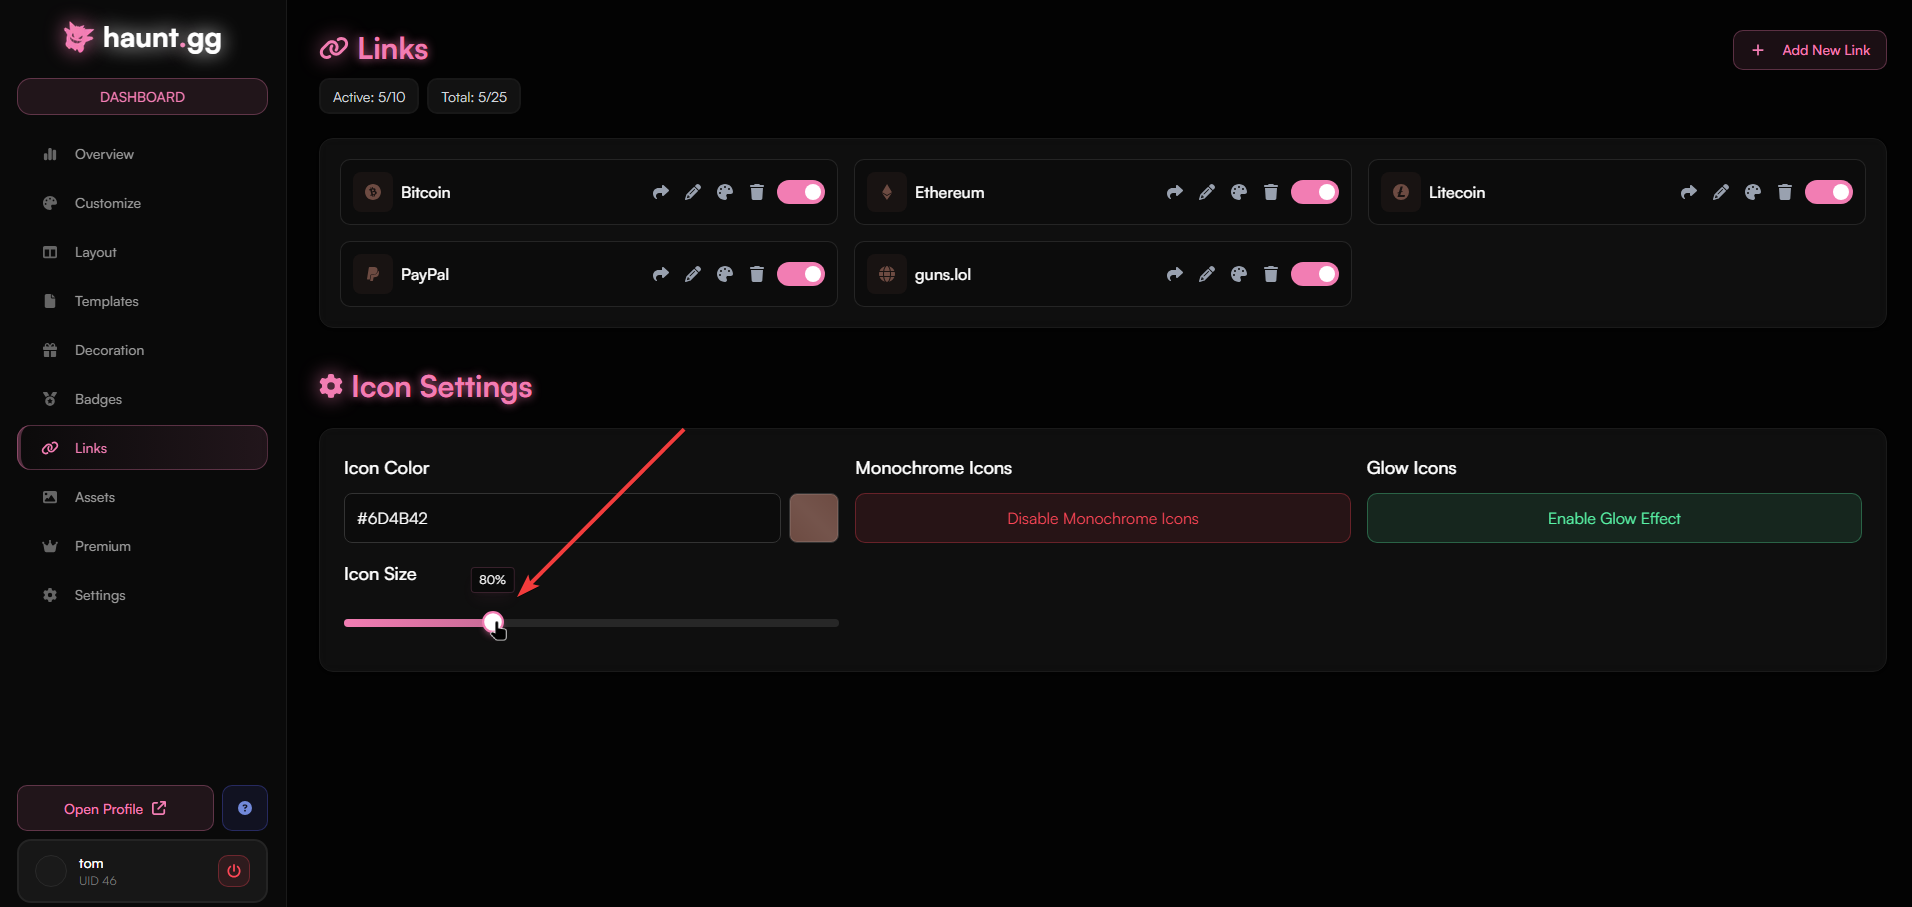 haunt.gg
DASHBOARD
Overview
Customize
Layout
Templates
Decoration
Badges
Links
Assets
Premium
Settings
Open Profile
?
tom
UID 46
Links
Add New Link
Active: 5/10
Total: 5/25
Bitcoin
Ethereum
Litecoin
PayPal
guns.lol
Icon Settings
Icon Color
Monochrome Icons
Glow Icons
#6D4B42
Disable Monochrome Icons
Enable Glow Effect
Icon Size
80%